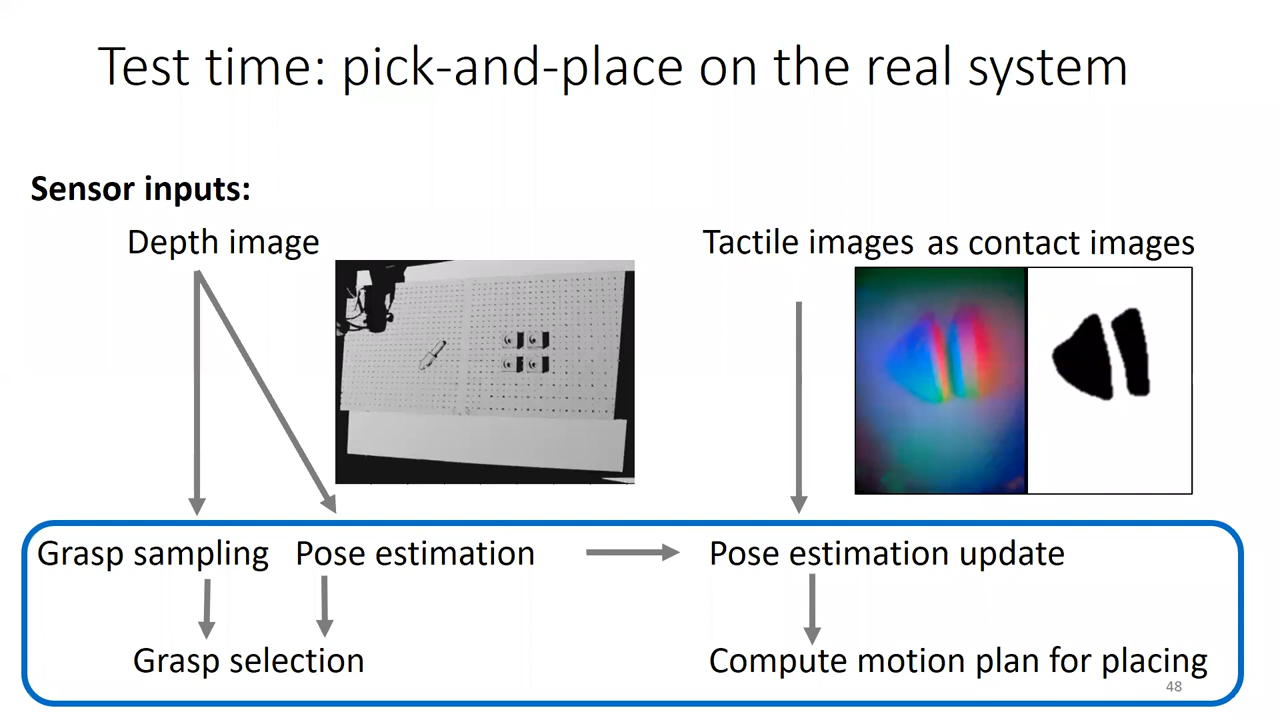 Test time: pick-and-place on the real system
Sensor inputs:
Depth image
Tactile images as contact images
Grasp sampling
Pose estimation
Pose estimation update
Grasp selection
Compute motion plan for placing
48